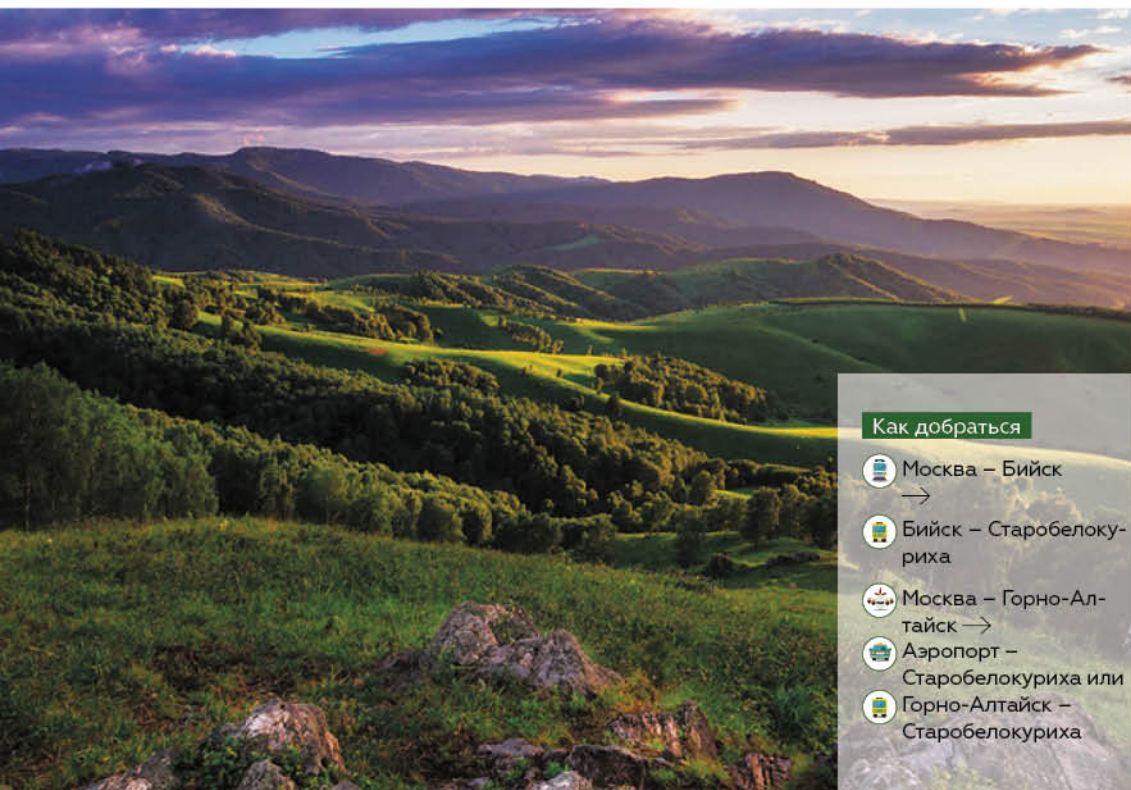 Как добраться
Москва – Бийск
→
Бийск – Старобелоку-
риха
Москва – Горно-Ал-
тайск →
Аэропорт –
Старобелокуриха или
Горно-Алтайск –
Старобелокуриха